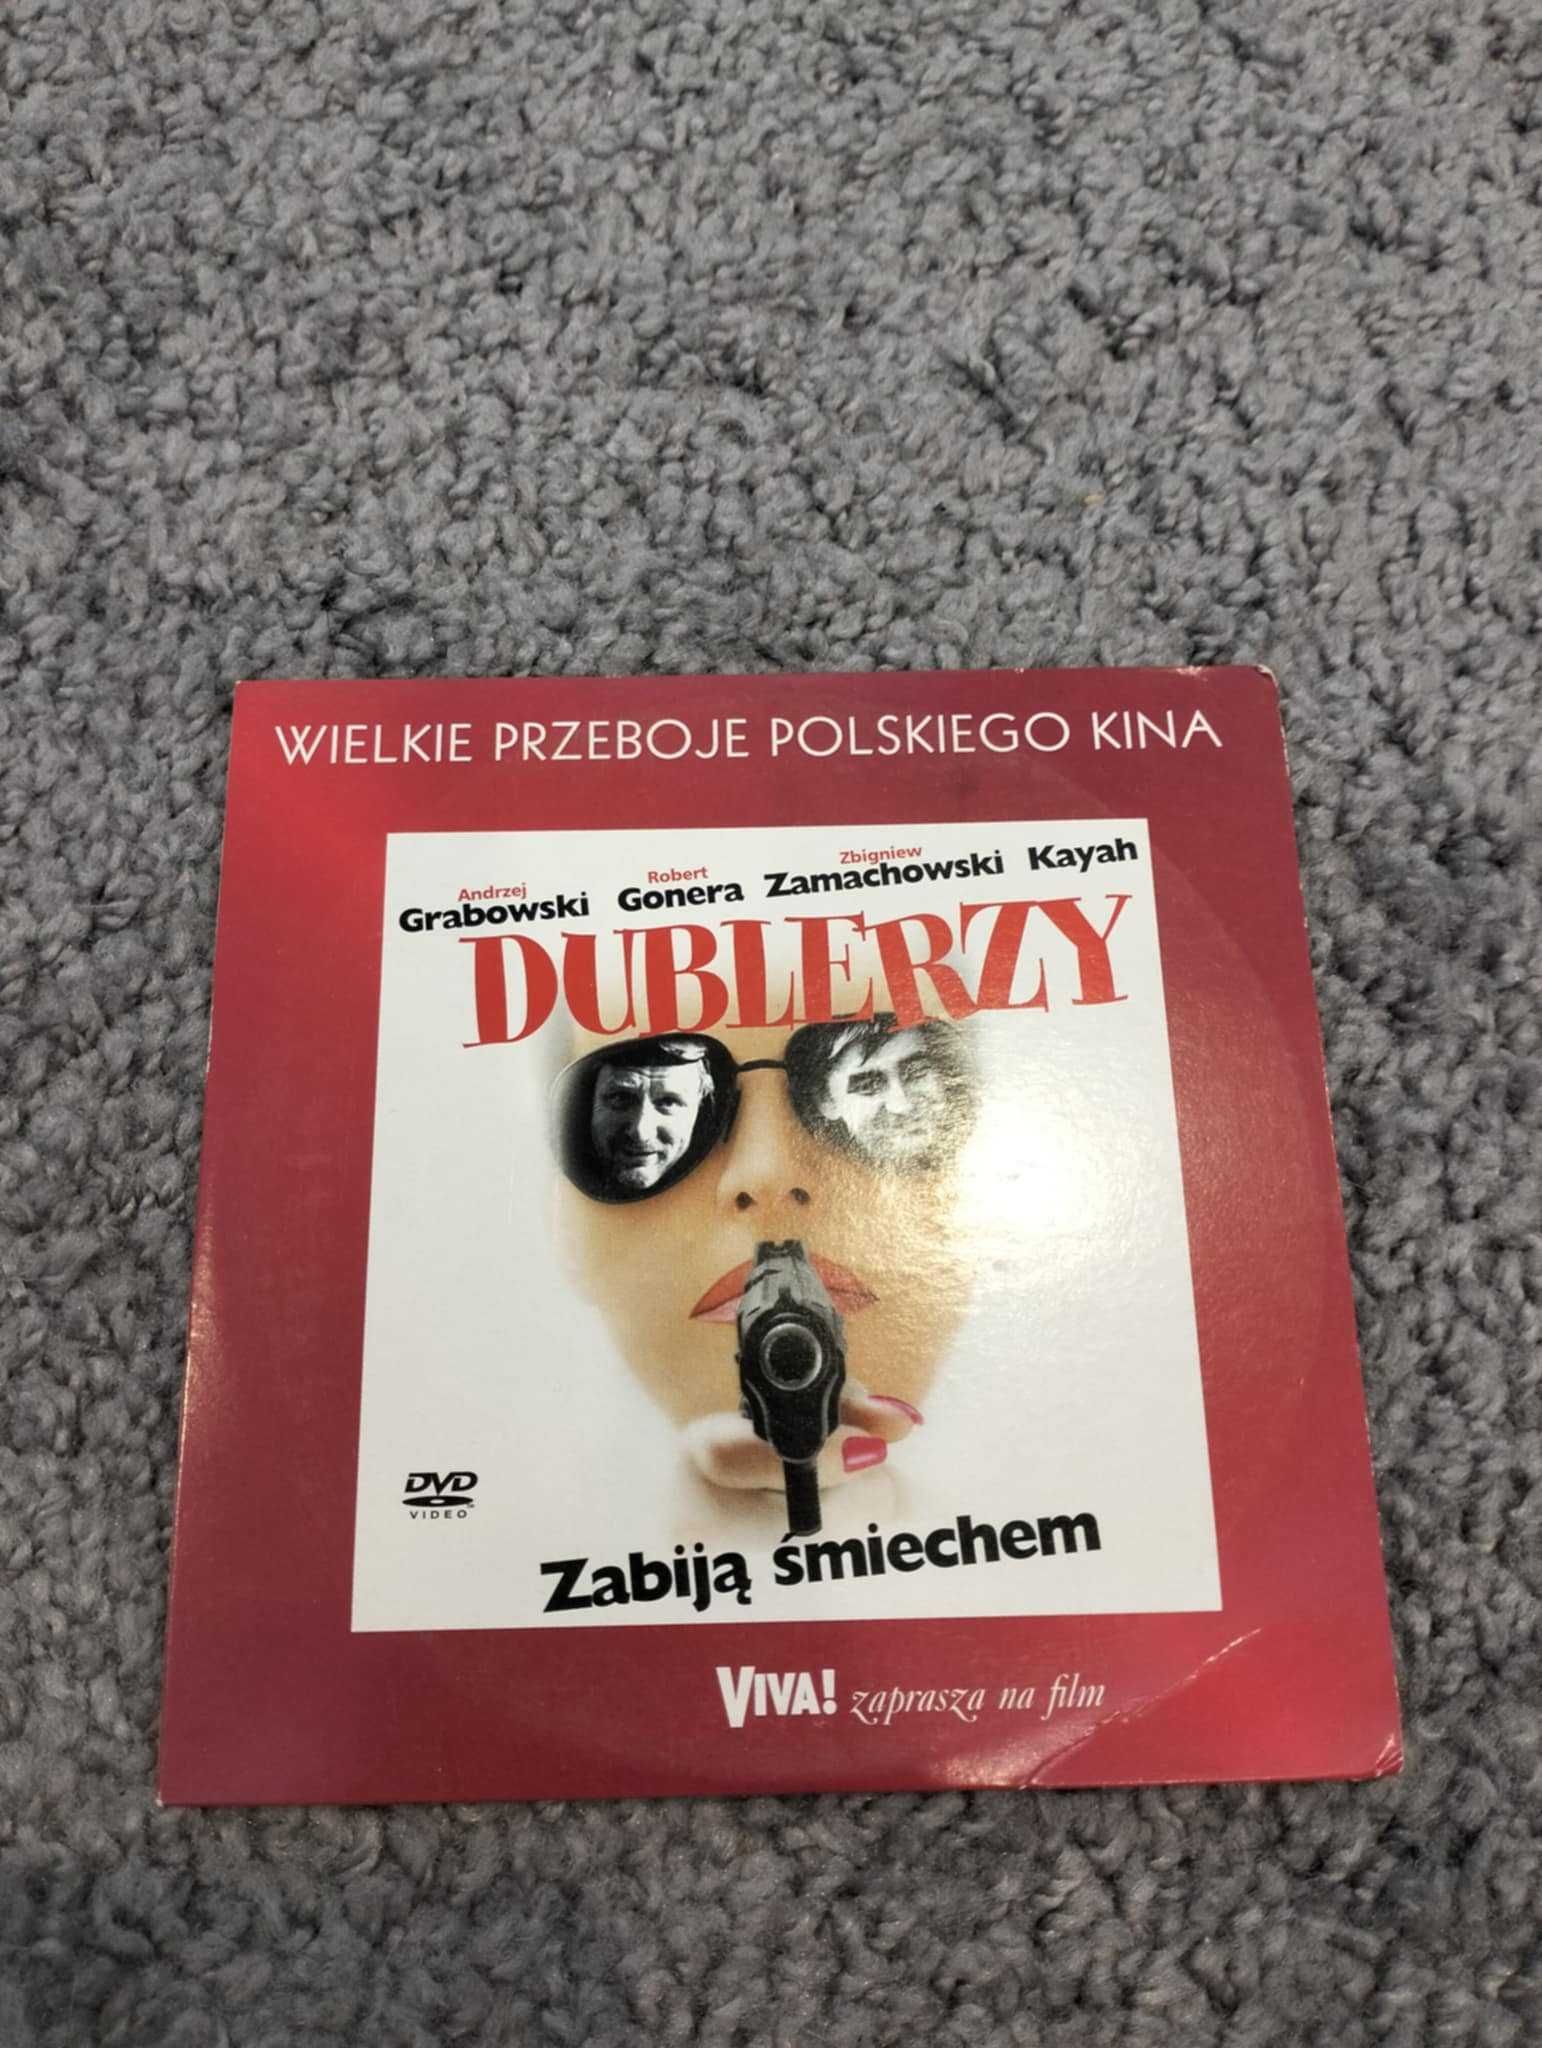 WIELKIE PRZEBOJE POLSKIEGO KINA
Andrzej Grabowski Robert Gonera Zbigniew Zamachowski Kayah
DUBLERZY
DVD
VIDEO
Zabiją śmiechem
VIVA! zaprasza na film